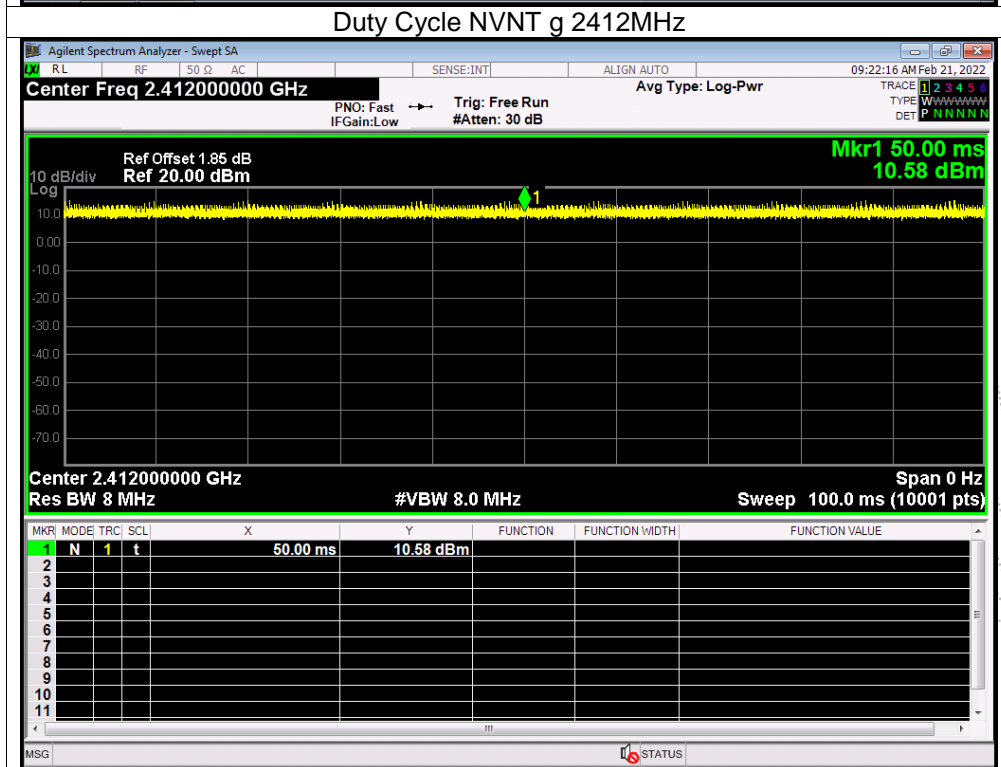 Duty Cycle NVNT g 2412MHz
Agilent Spectrum Analyzer - Swept SA
LXI RL RF 50 Ω AC SENSE:INT ALIGN AUTO 09:22:16 AM Feb 21, 2022
Center Freq 2.412000000 GHz
Avg Type: Log-Pwr
TRACE 1 2 3 4 5 6
PNO: Fast Trig: Free Run
TYPE WWWWWW
IFGain:Low #Atten: 30 dB
DET P N N N N N
Mkr1 50.00 ms
Ref Offset 1.85 dB
10 dB/div Ref 20.00 dBm 10.58 dBm
Log
1
10.0
0.00
-10.0
-20.0
-30.0
-40.0
-50.0
-60.0
-70.0
Center 2.412000000 GHz Span 0 Hz
Res BW 8 MHz #VBW 8.0 MHz Sweep 100.0 ms (10001 pts)
MKR MODE TRC SCL X Y FUNCTION FUNCTION WIDTH FUNCTION VALUE
1 N 1 t 50.00 ms 10.58 dBm
2
3
4
5
6
7
8
9
10
11
MSG STATUS